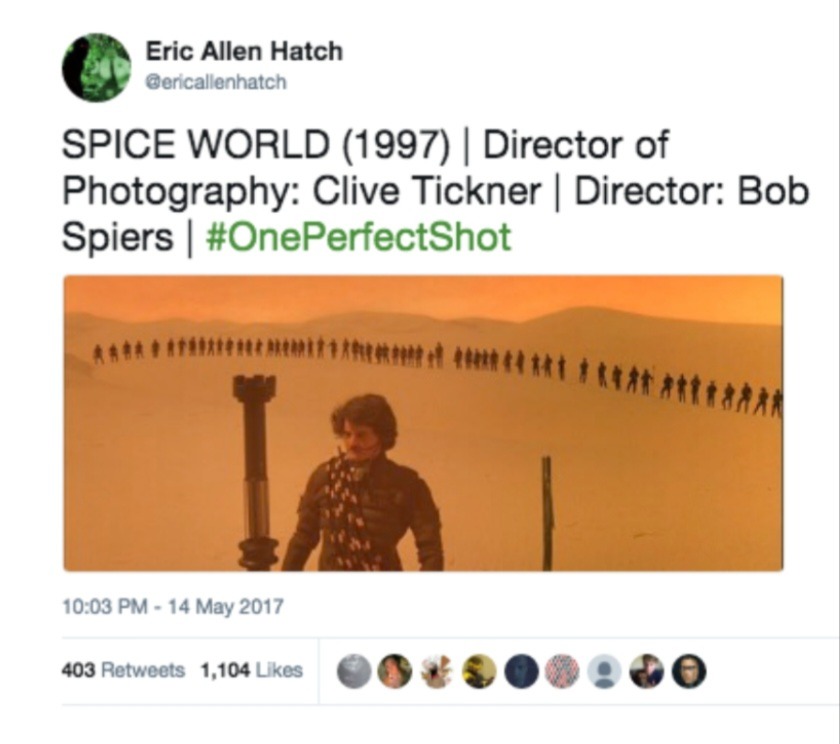 Eric Allen Hatch
@ericallenhatch
SPICE WORLD (1997) | Director of
Photography: Clive Tickner | Director: Bob
Spiers | #OnePerfectShot
10:03 PM - 14 May 2017
403 Retweets 1,104 Likes